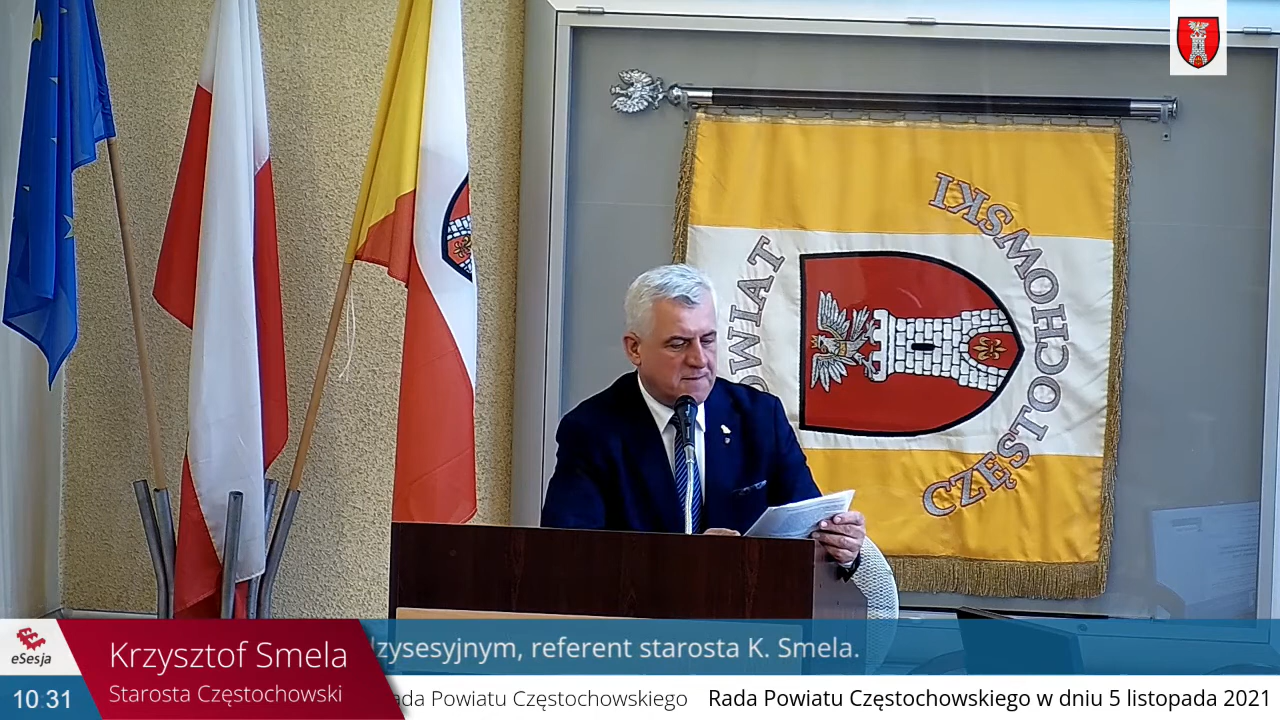 POWIAT
CZĘSTOCHOWSKI
eSesja
Krzysztof Smela
Starosta Częstochowski
zysesyjnym, referent starosta K. Smela.
10:31
ada Powiatu Częstochowskiego
Rada Powiatu Częstochowskiego w dniu 5 listopada 2021